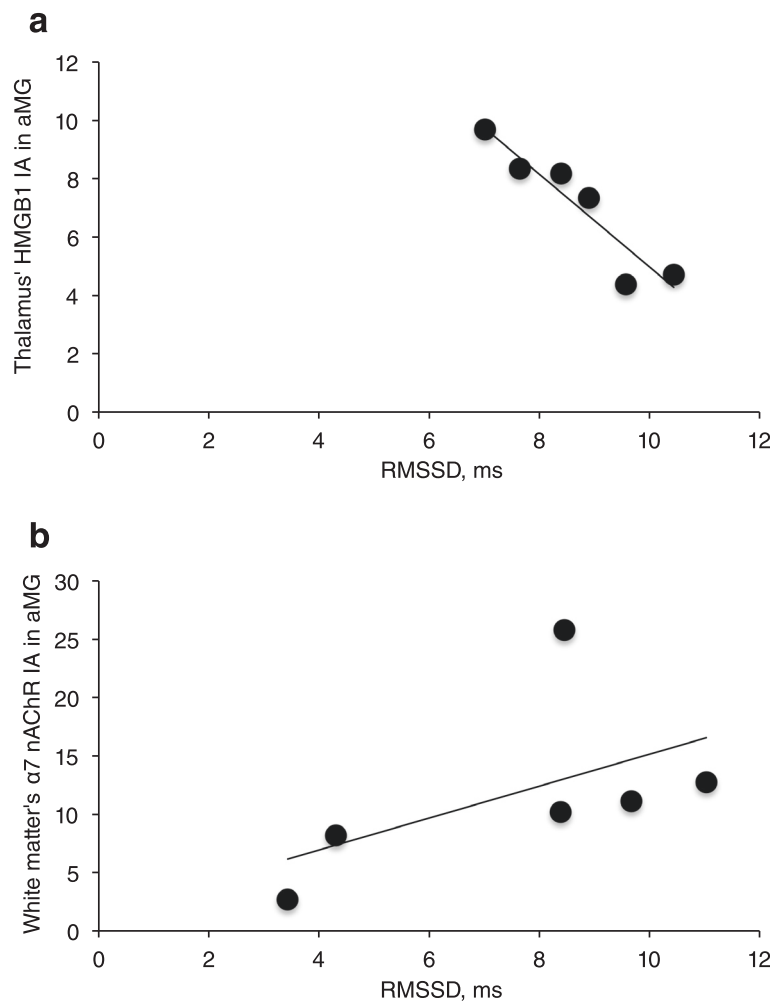 a
Thalamus' HMGB1 IA in aMG
12
10
8
6
4
2
0
0 2 4 6 8 10 12
RMSSD, ms
b
White matter's α7 nAChR IA in aMG
30
25
20
15
10
5
0
0 2 4 6 8 10 12
RMSSD, ms